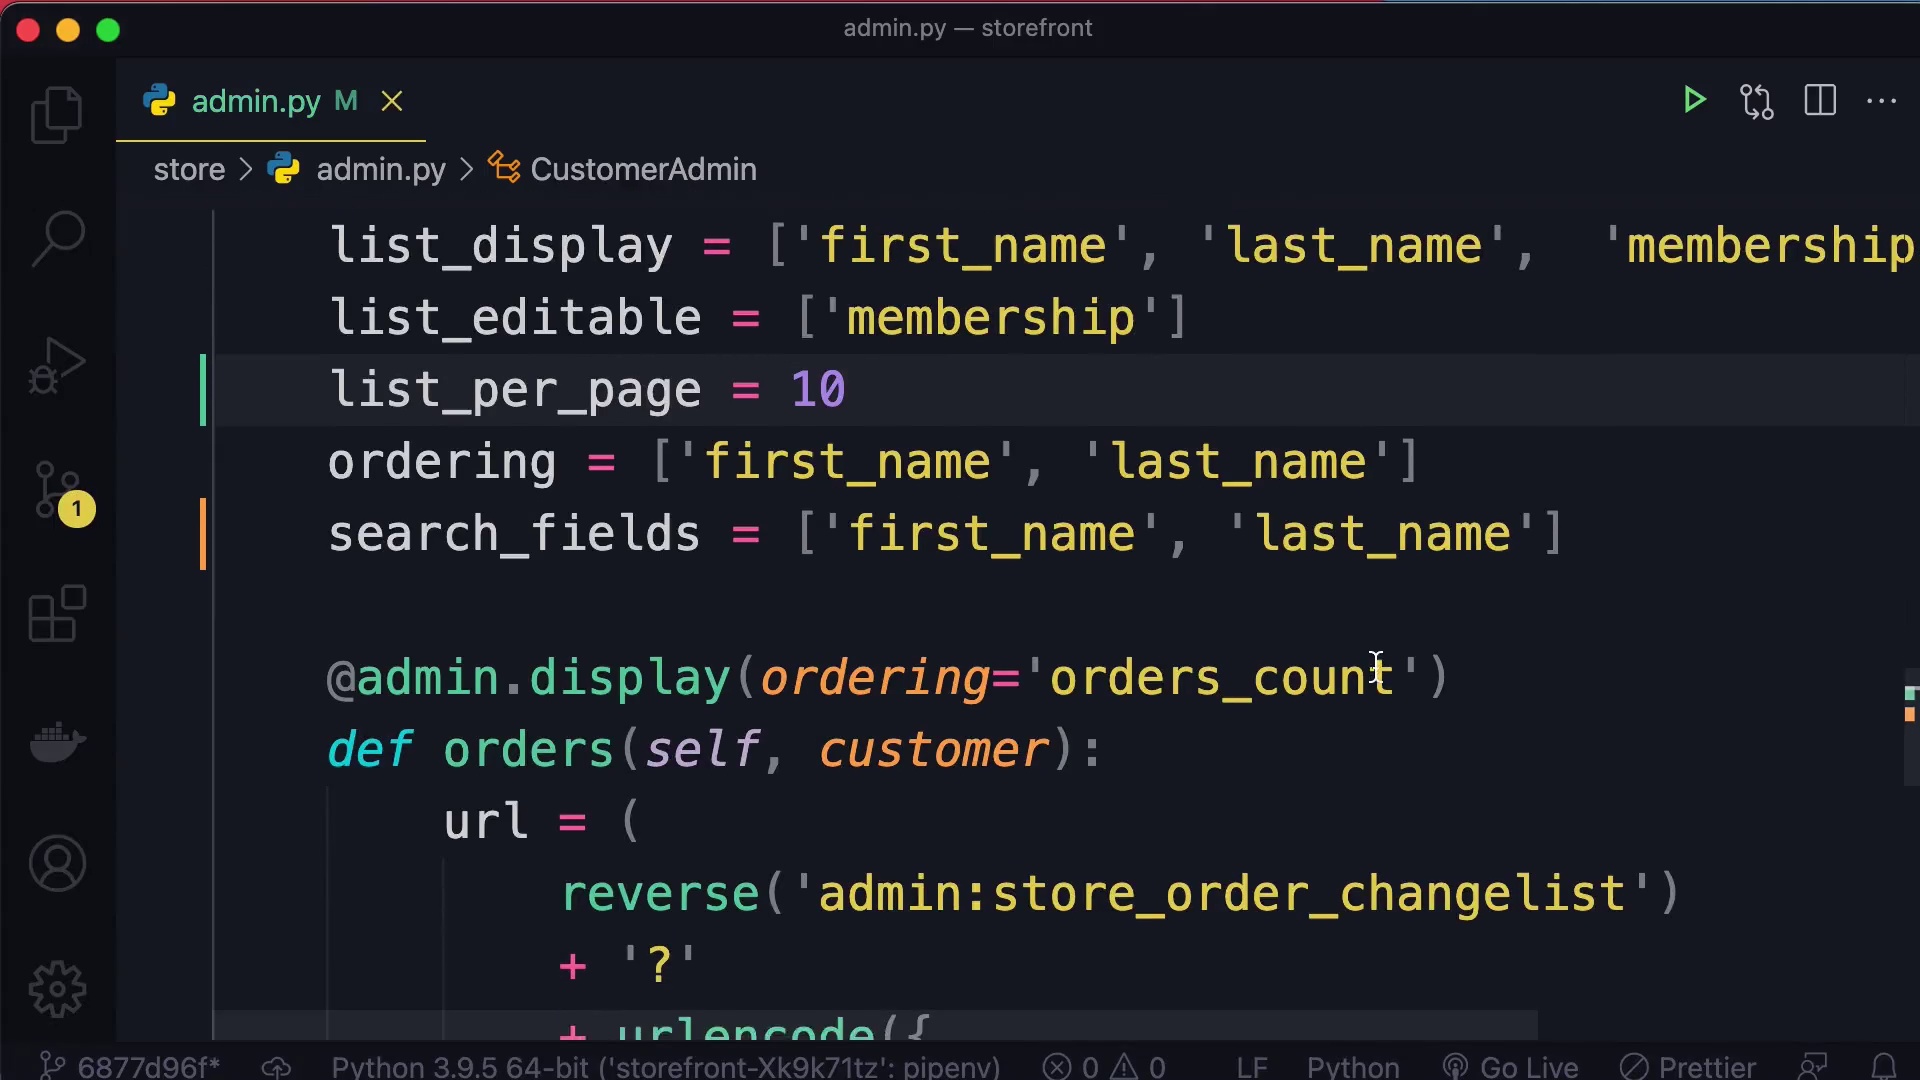 admin.py — storefront
admin.py M
store > admin.py > CustomerAdmin
list_display = ['first_name', 'last_name', 'membership
list_editable = ['membership']
list_per_page = 10
ordering = ['first_name', 'last_name']
search_fields = ['first_name', 'last_name']
1
@admin.display(ordering='orders_count')
def orders(self, customer):
url = (
reverse('admin:store_order_changelist')
+ '?'
+ urlencode({
6877d96f* Python 3.9.5 64-bit ('storefront-Xk9k71tz': pipenv) 0 0 LF Python Go Live Prettier